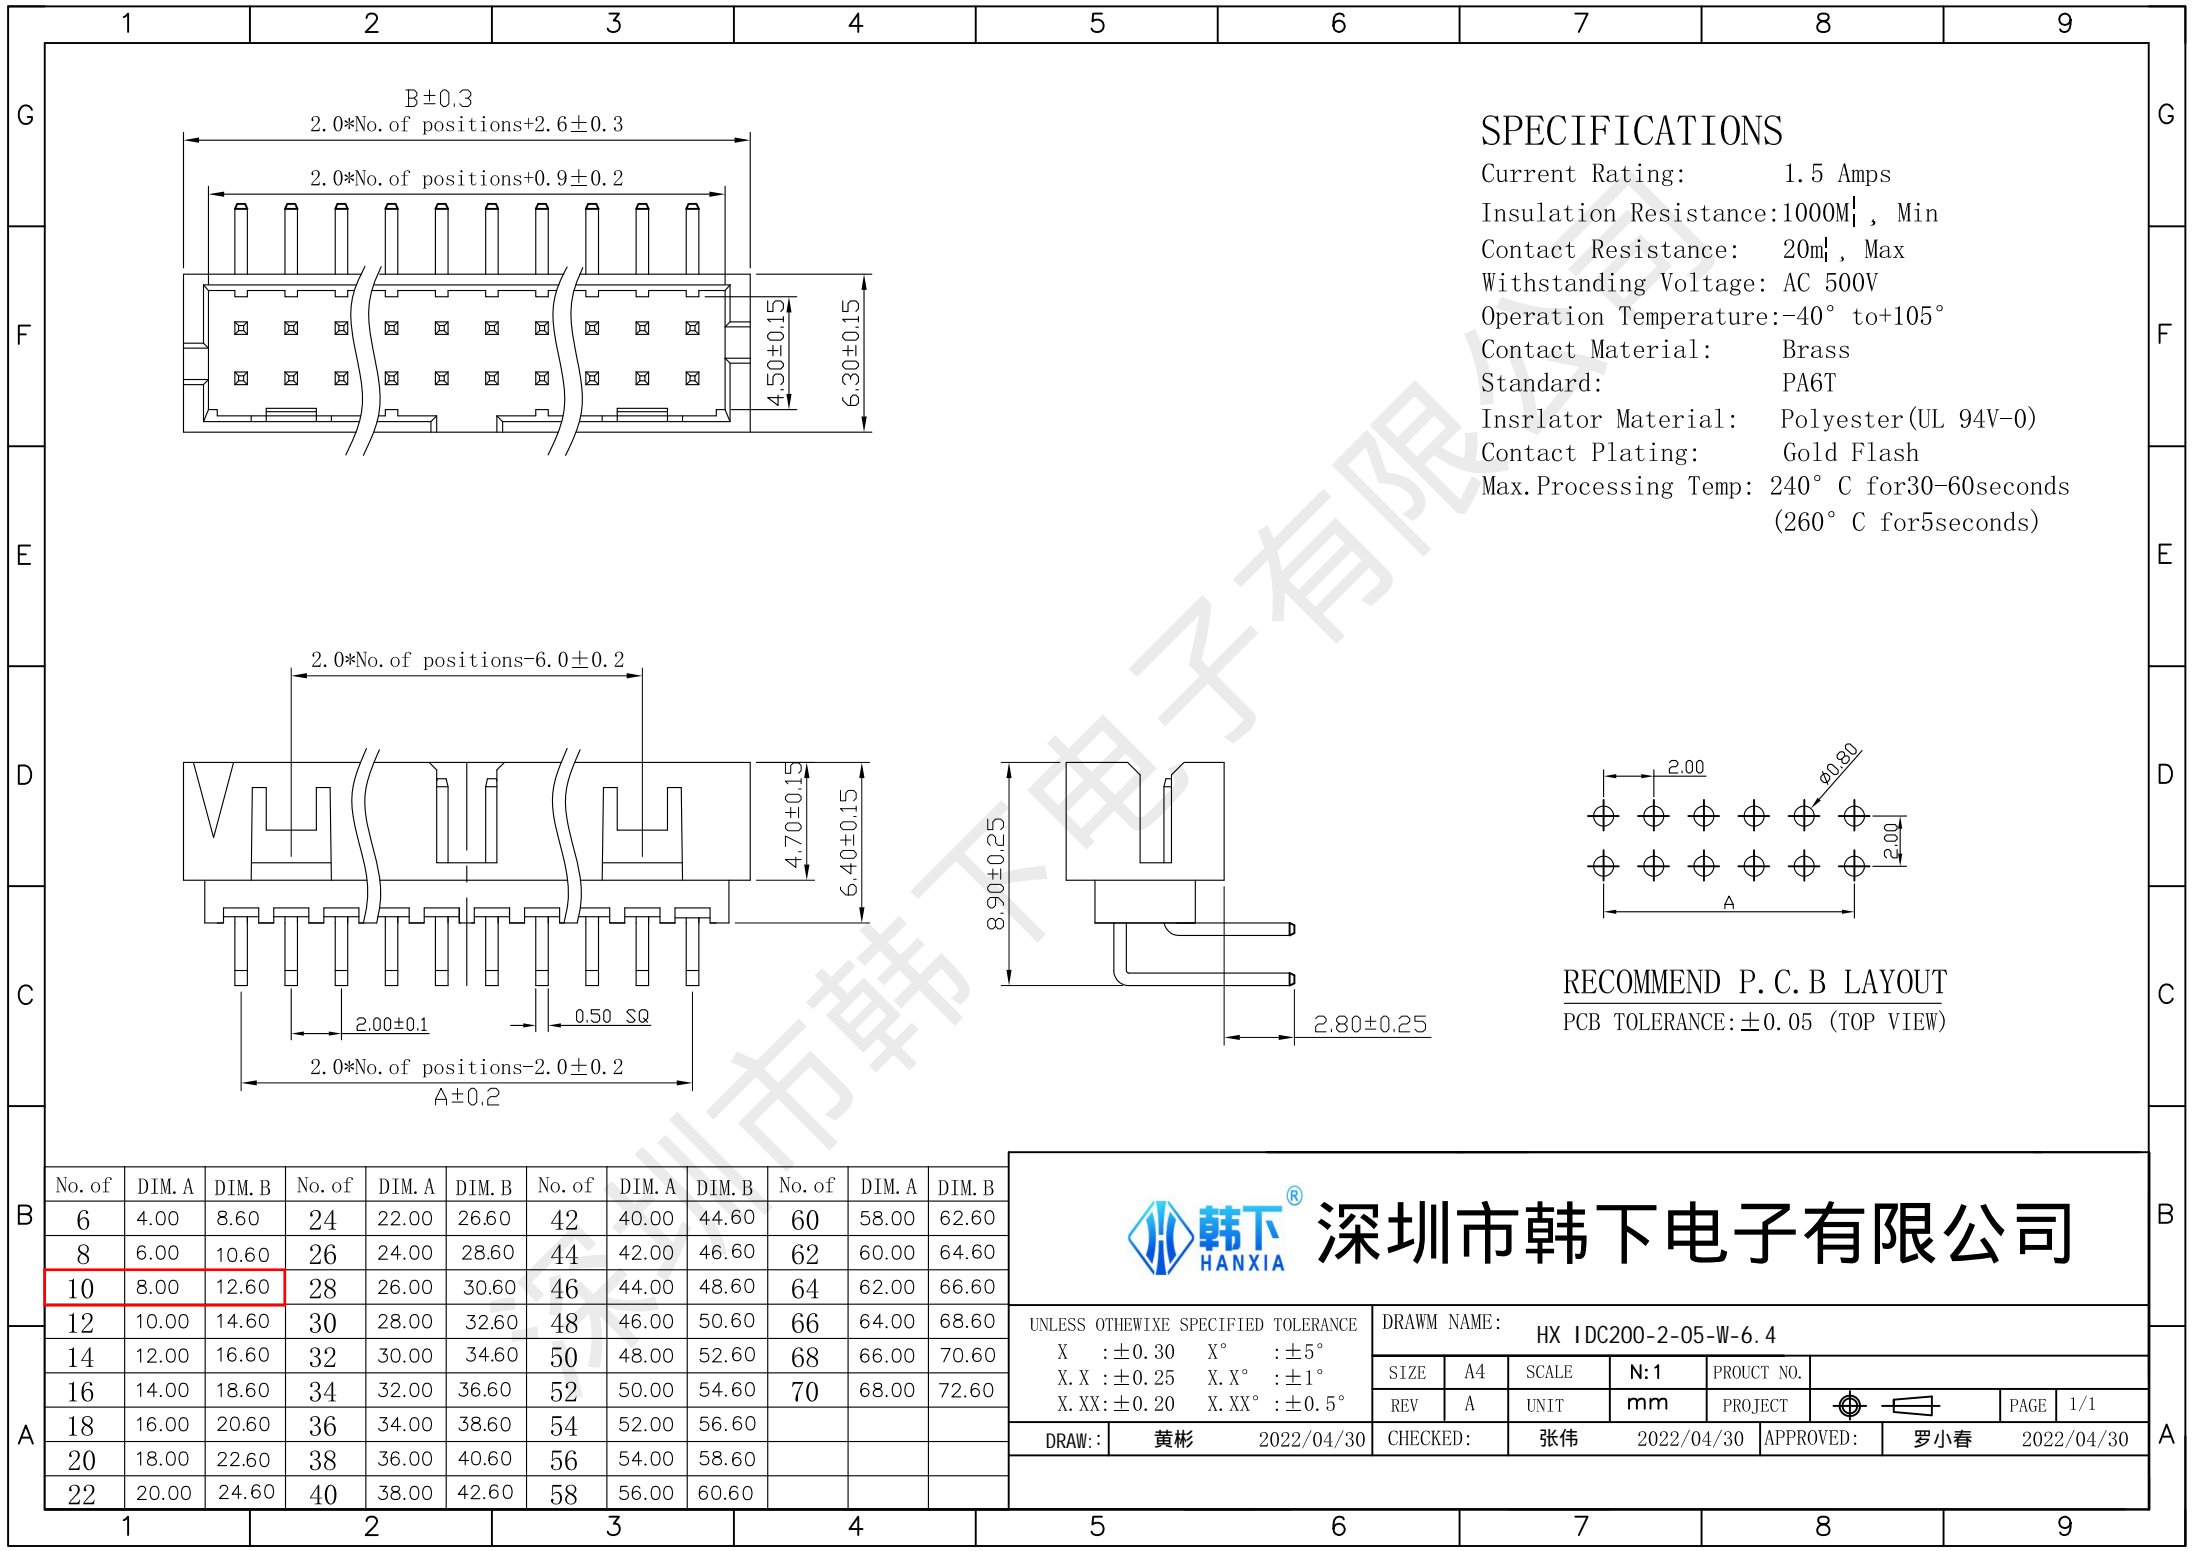 1 2 3 4 5 6 7 8 9
G G
F F
E E
D D
C C
B B
A A
B±0.3
2.0*No.of positions+2.6±0.3
2.0*No.of positions+0.9±0.2
4.50±0.15
6.30±0.15
SPECIFICATIONS
Current Rating: 1.5 Amps
Insulation Resistance:1000M¦, Min
Contact Resistance: 20m¦, Max
Withstanding Voltage: AC 500V
Operation Temperature:-40° to+105°
Contact Material: Brass
Standard: PA6T
Insrlator Material: Polyester(UL 94V-0)
Contact Plating: Gold Flash
Max.Processing Temp: 240° C for30-60seconds
(260° C for5seconds)
2.0*No.of positions-6.0±0.2
4.70±0.15
6.40±0.15
2.00±0.1
0.50 SQ
2.0*No.of positions-2.0±0.2
A±0.2
8.90±0.25
2.80±0.25
2.00
ø0.80
2.00
A
RECOMMEND P.C.B LAYOUT
PCB TOLERANCE:±0.05 (TOP VIEW)
深圳市韩下电子有限公司
No.of DIM.A DIM.B No.of DIM.A DIM.B No.of DIM.A DIM.B No.of DIM.A DIM.B
6 4.00 8.60 24 22.00 26.60 42 40.00 44.60 60 58.00 62.60
8 6.00 10.60 26 24.00 28.60 44 42.00 46.60 62 60.00 64.60
10 8.00 12.60 28 26.00 30.60 46 44.00 48.60 64 62.00 66.60
12 10.00 14.60 30 28.00 32.60 48 46.00 50.60 66 64.00 68.60
14 12.00 16.60 32 30.00 34.60 50 48.00 52.60 68 66.00 70.60
16 14.00 18.60 34 32.00 36.60 52 50.00 54.60 70 68.00 72.60
18 16.00 20.60 36 34.00 38.60 54 52.00 56.60
20 18.00 22.60 38 36.00 40.60 56 54.00 58.60
22 20.00 24.60 40 38.00 42.60 58 56.00 60.60
韩下® HANXIA
深圳市韩下电子有限公司
UNLESS OTHEWIXE SPECIFIED TOLERANCE
X :±0.30 X° :±5°
X.X :±0.25 X.X° :±1°
X.XX:±0.20 X.XX° :±0.5°
DRAWM NAME: HX IDC200-2-05-W-6.4
SIZE A4 SCALE N:1 PROUCT NO.
REV A UNIT mm PROJECT PAGE 1/1
DRAW:: 黄彬 2022/04/30 CHECKED: 张伟 2022/04/30 APPROVED: 罗小春 2022/04/30
1 2 3 4 5 6 7 8 9